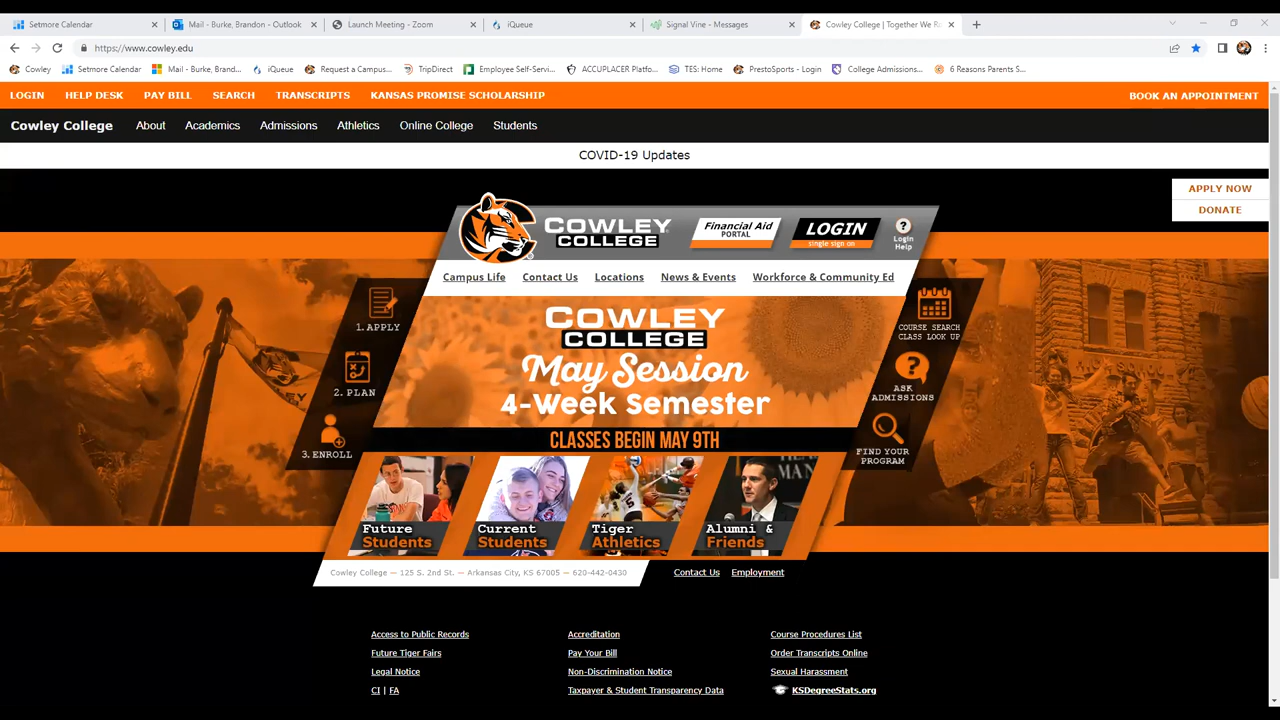 Setmore Calendar
Mail - Burke, Brandon - Outlook
Launch Meeting - Zoom
iQueue
Signal Vine - Messages
Cowley College | Together We R
https://www.cowley.edu
Cowley
Setmore Calendar
Mail - Burke, Brand...
iQueue
Request a Campus...
TripDirect
Employee Self-Servi...
ACCUPLACER Platfo...
TES: Home
PrestoSports - Login
College Admissions...
6 Reasons Parents S...
LOGIN HELP DESK PAY BILL SEARCH TRANSCRIPTS KANSAS PROMISE SCHOLARSHIP BOOK AN APPOINTMENT
Cowley College About Academics Admissions Athletics Online College Students
COVID-19 Updates
APPLY NOW
DONATE
COWLEY
COLLEGE
Financial Aid
PORTAL
LOGIN
single sign on
?
Login
Help
Campus Life Contact Us Locations News & Events Workforce & Community Ed
1. APPLY
2. PLAN
3. ENROLL
COWLEY
COLLEGE
May Session
4-Week Semester
CLASSES BEGIN MAY 9TH
COURSE SEARCH
CLASS LOOK UP
?
ASK
ADMISSIONS
FIND YOUR
PROGRAM
Future
Students
Current
Students
Tiger
Athletics
Alumni &
Friends
Cowley College — 125 S. 2nd St. — Arkansas City, KS 67005 — 620-442-0430
Contact Us Employment
Access to Public Records
Future Tiger Fairs
Legal Notice
CI | FA
Accreditation
Pay Your Bill
Non-Discrimination Notice
Taxpayer & Student Transparency Data
Course Procedures List
Order Transcripts Online
Sexual Harassment
KSDegreeStats.org